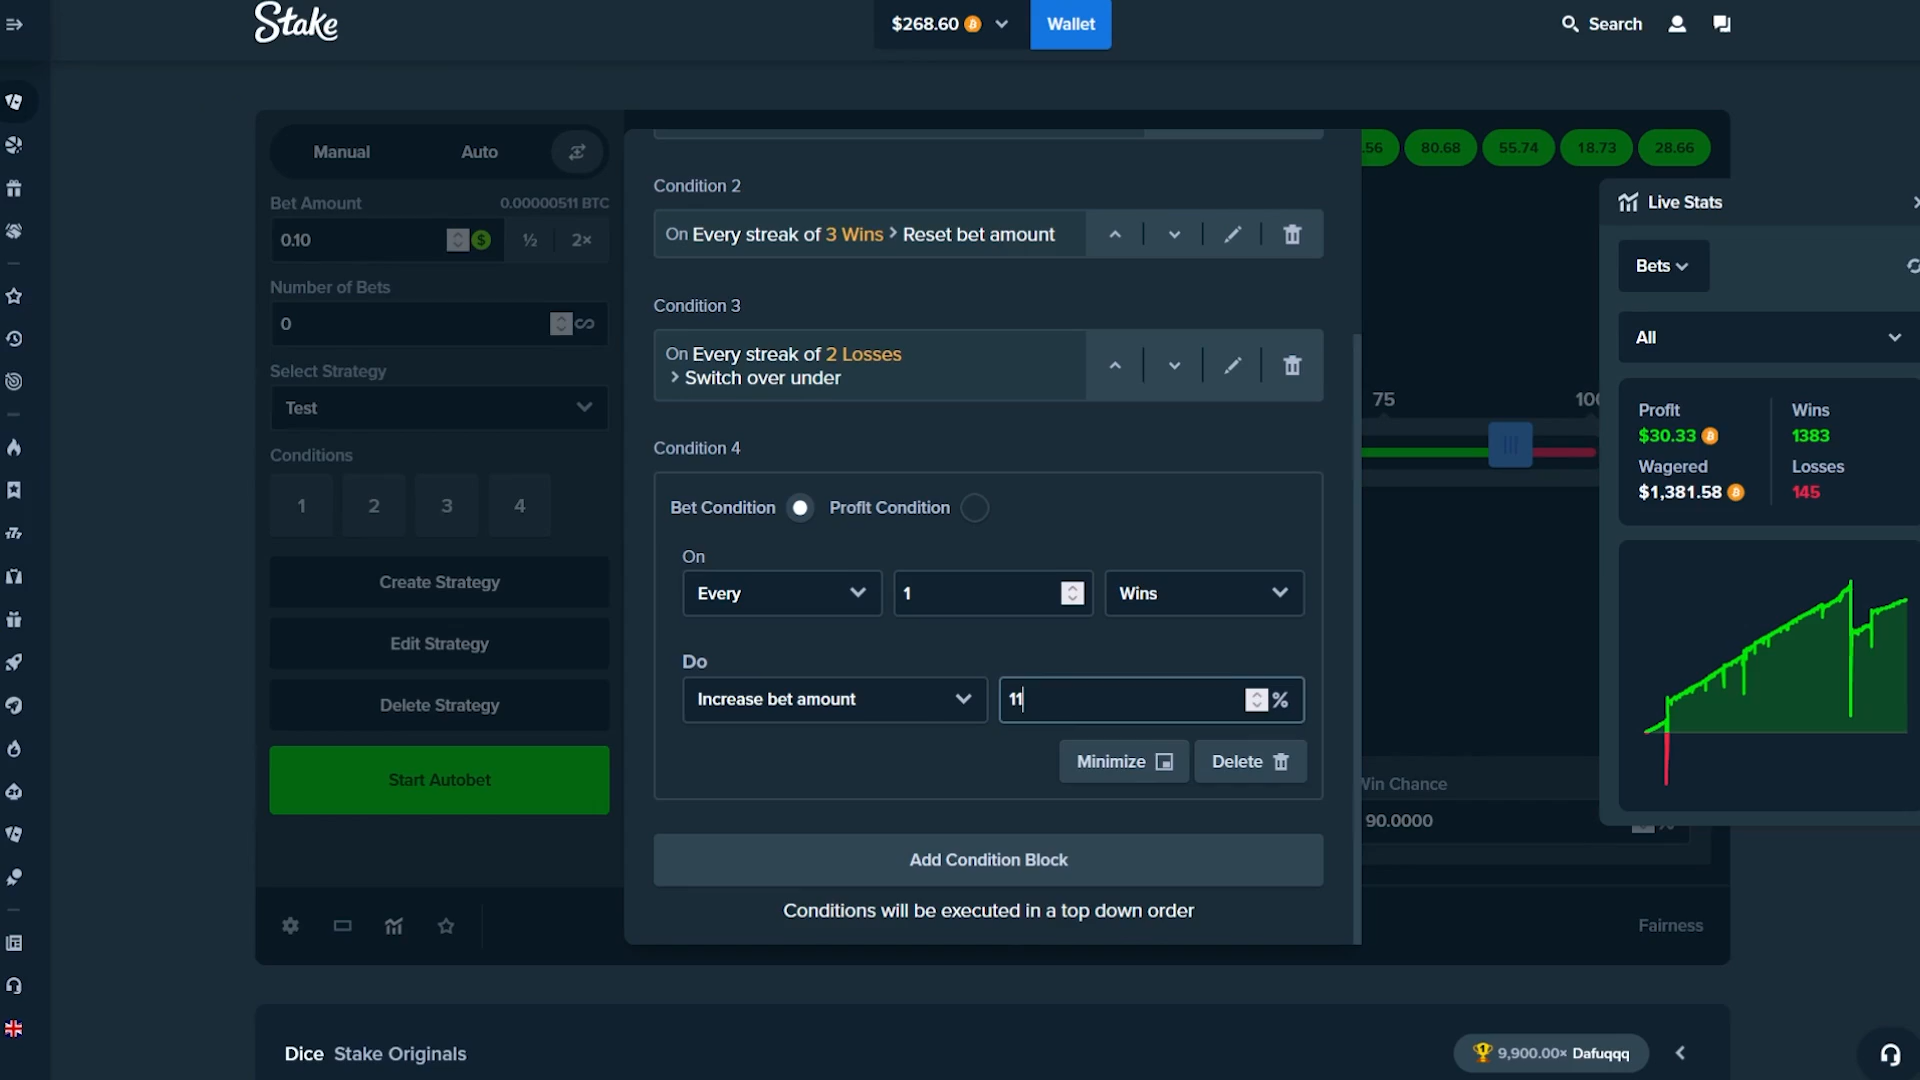 Stake
$268.60
Wallet
Search
Manual
Auto
Bet Amount
0.00000511 BTC
0.10
$
½
2×
Number of Bets
0
Select Strategy
Test
Conditions
1
2
3
4
Create Strategy
Edit Strategy
Delete Strategy
Start Autobet
Condition 2
On Every streak of 3 Wins > Reset bet amount
Condition 3
On Every streak of 2 Losses
> Switch over under
Condition 4
Bet Condition
Profit Condition
On
Every
1
Wins
Do
Increase bet amount
11
%
Minimize
Delete
Add Condition Block
Conditions will be executed in a top down order
.56
80.68
55.74
18.73
28.66
75
100
Win Chance
90.0000
%
Live Stats
Bets
All
Profit
$30.33
Wins
1383
Wagered
$1,381.58
Losses
145
Fairness
Dice
Stake Originals
9,900.00× Dafuqqq